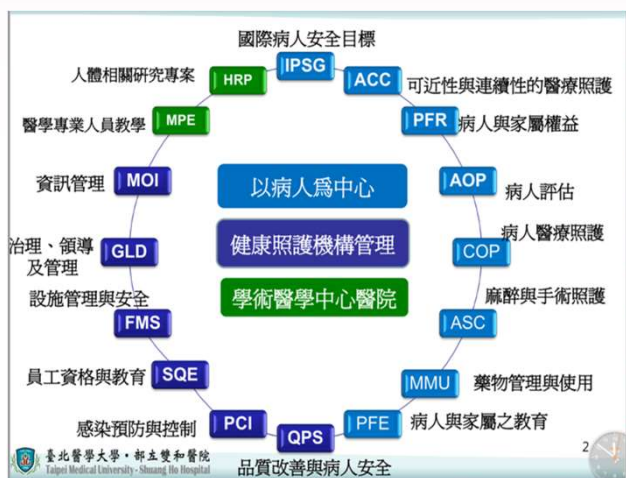 國際病人安全目標
IPSG
ACC
可近性與連續性的醫療照護
PFR
病人與家屬權益
AOP
病人評估
病人醫療照護
COP
麻醉與手術照護
ASC
MMU
藥物管理與使用
PFE
病人與家屬之教育
QPS
品質改善與病人安全
PCI
感染預防與控制
SQE
員工資格與教育
FMS
設施管理與安全
GLD
治理、領導
及管理
MOI
資訊管理
MPE
醫學專業人員教學
HRP
人體相關研究專案
以病人爲中心
健康照護機構管理
學術醫學中心醫院
臺北醫學大學・部立雙和醫院
Taipei Medical University - Shuang Ho Hospital
2